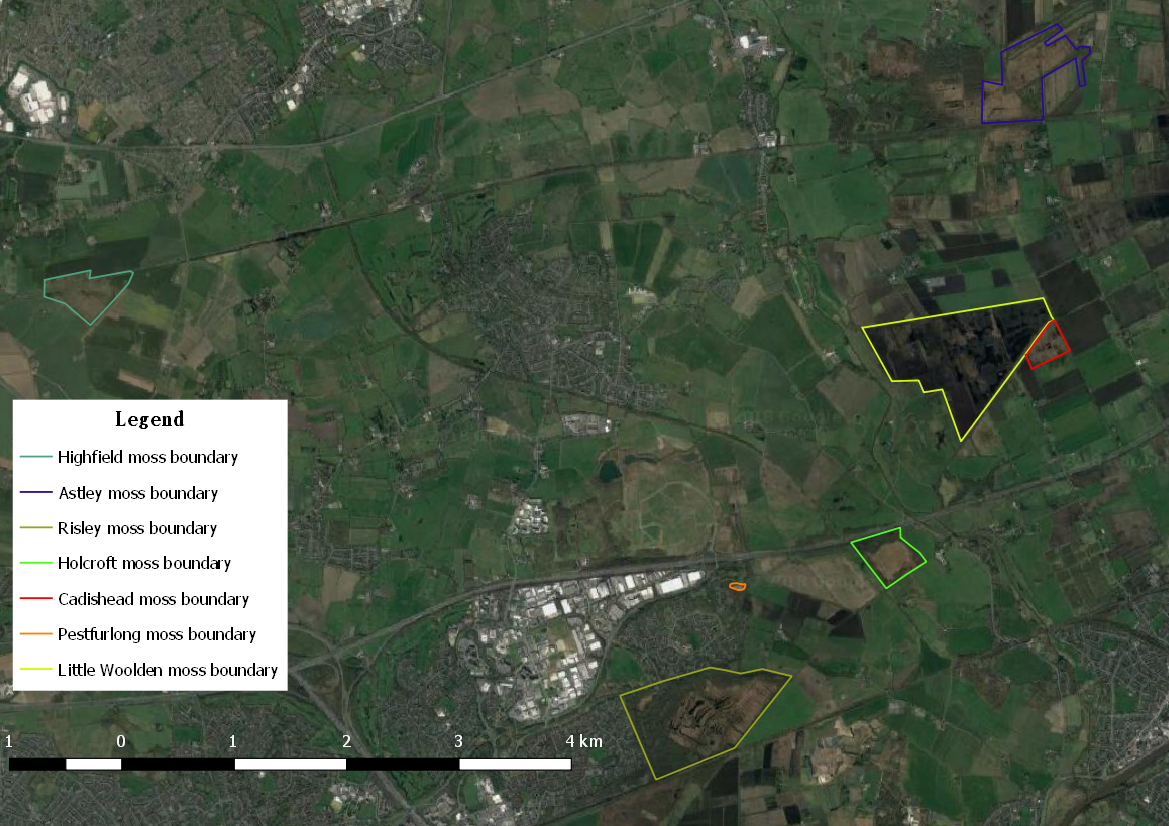 Legend
Highfield moss boundary
Astley moss boundary
Risley moss boundary
Holcroft moss boundary
Cadishead moss boundary
Pestfurlong moss boundary
Little Woolden moss boundary
1 0 1 2 3 4 km